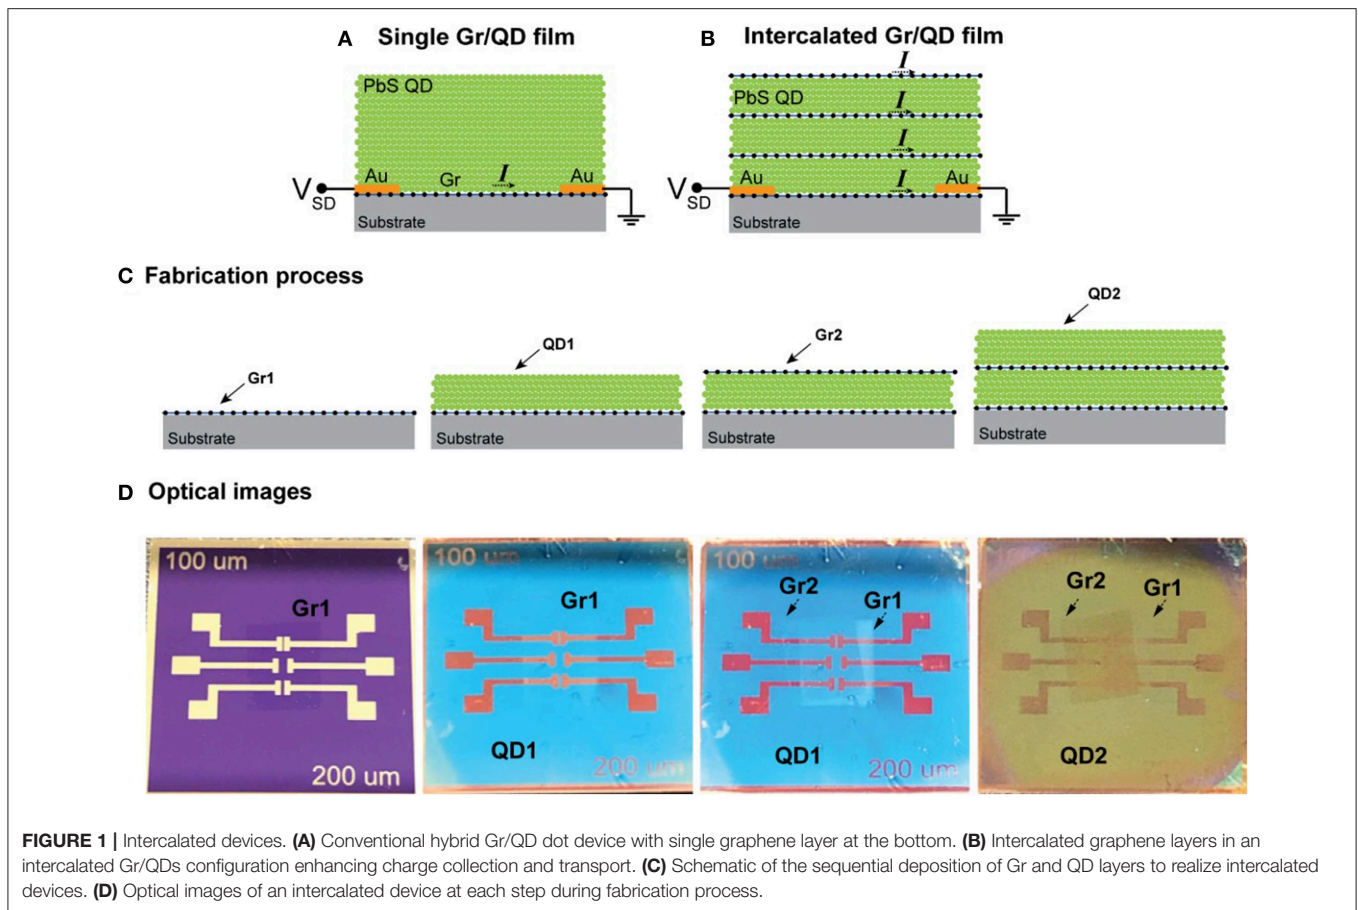 A Single Gr/QD film
PbS QD
Au
Gr
I
Au
V SD
Substrate
B Intercalated Gr/QD film
I
PbS QD
I
I
I
Au
Au
V SD
Substrate
C Fabrication process
Gr1
Substrate
QD1
Substrate
Gr2
Substrate
QD2
Substrate
D Optical images
100 um
Gr1
200 um
100 um
Gr1
QD1
200 um
100 um
Gr2
Gr1
QD1
200 um
Gr2
Gr1
QD2
FIGURE 1 | Intercalated devices. (A) Conventional hybrid Gr/QD dot device with single graphene layer at the bottom. (B) Intercalated graphene layers in an
intercalated Gr/QDs configuration enhancing charge collection and transport. (C) Schematic of the sequential deposition of Gr and QD layers to realize intercalated
devices. (D) Optical images of an intercalated device at each step during fabrication process.